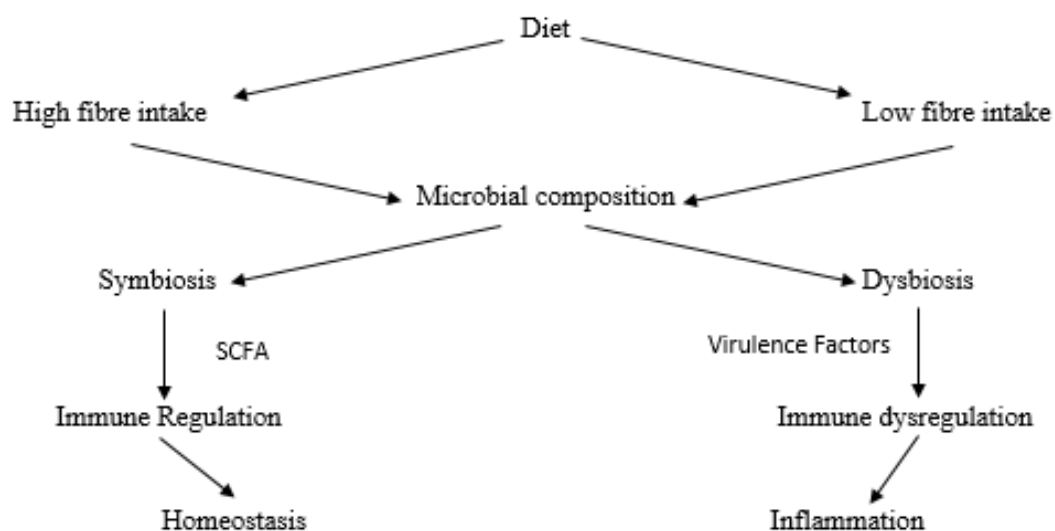 Diet
High fibre intake
Low fibre intake
Microbial composition
Symbiosis
Dysbiosis
SCFA
Virulence Factors
Immune Regulation
Immune dysregulation
Homeostasis
Inflammation